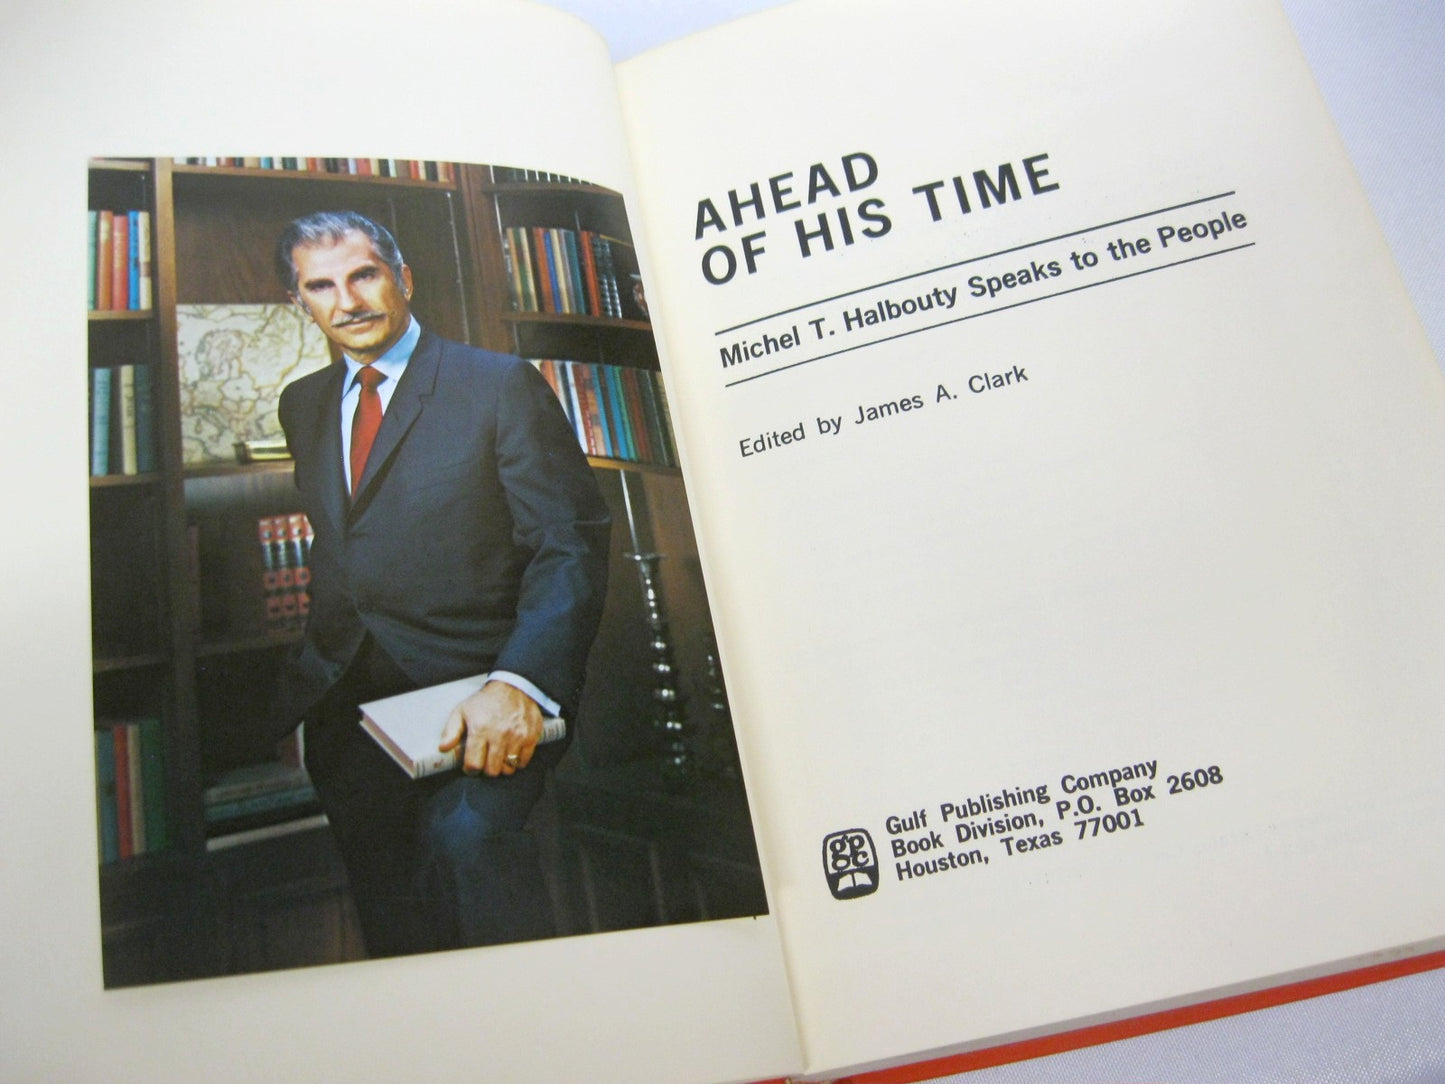 AHEAD
OF HIS TIME
Michel T. Halbouty Speaks to the People
Edited by James A. Clark
gpc
Gulf Publishing Company
Book Division, P.O. Box 2608
Houston, Texas 77001